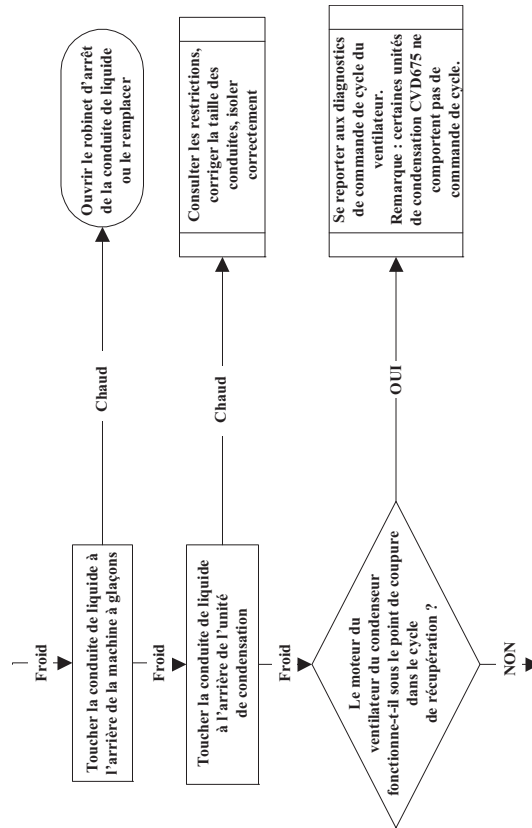 Froid
Toucher la conduite de liquide à
l'arrière de la machine à glaçons
Chaud
Ouvrir le robinet d'arrêt
de la conduite de liquide
ou le remplacer
Froid
Toucher la conduite de liquide
à l'arrière de l'unité
de condensation
Chaud
Consulter les restrictions,
corriger la taille des
conduites, isoler
correctement
Froid
Le moteur du
ventilateur du condenseur
fonctionne-t-il sous le point de coupure
dans le cycle
de récupération ?
OUI
Se reporter aux diagnostics
de commande de cycle du
ventilateur.
Remarque : certaines unités
de condensation CVD675 ne
comportent pas de
commande de cycle.
NON